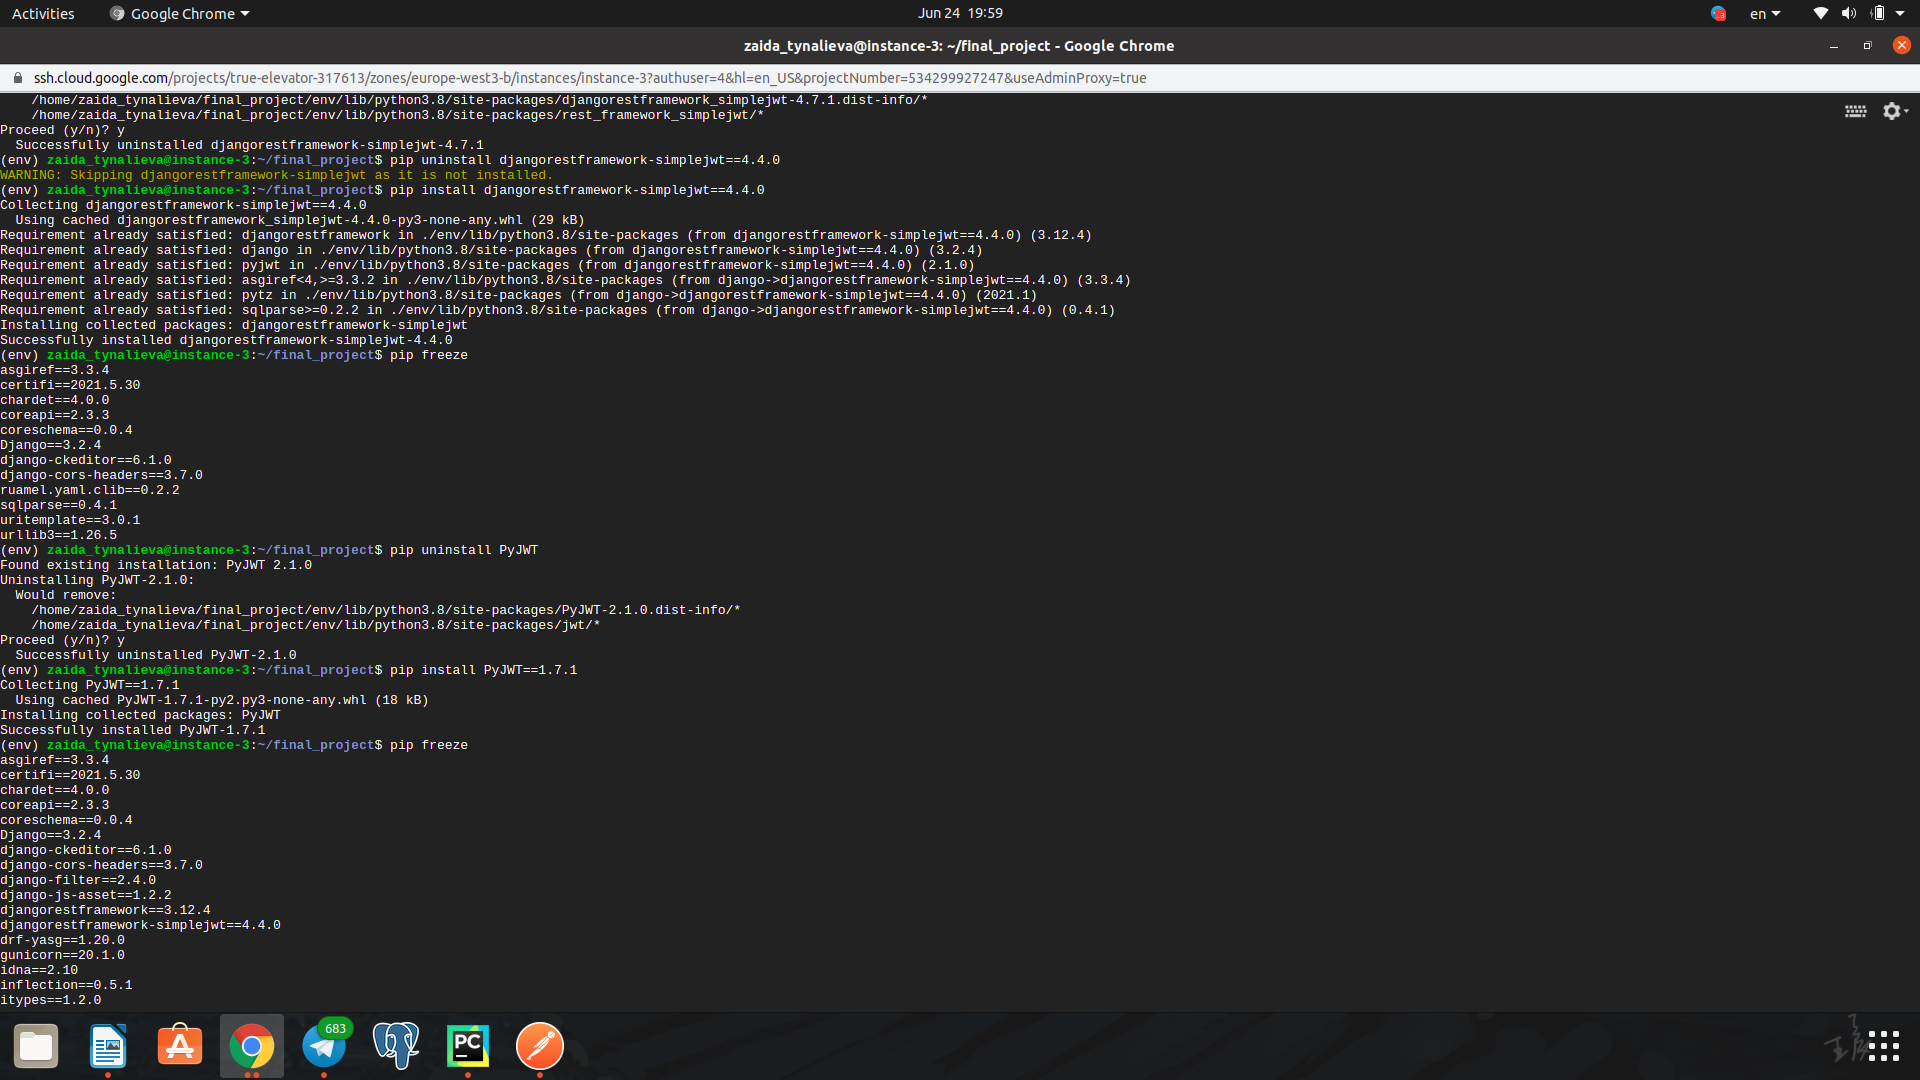 Activities
Google Chrome
Jun 24 19:59
3
en
zaida_tynalieva@instance-3: ~/final_project - Google Chrome
ssh.cloud.google.com/projects/true-elevator-317613/zones/europe-west3-b/instances/instance-3?authuser=4&hl=en_US&projectNumber=534299927247&useAdminProxy=true
/home/zaida_tynalieva/final_project/env/lib/python3.8/site-packages/djangorestframework_simplejwt-4.7.1.dist-info/*
/home/zaida_tynalieva/final_project/env/lib/python3.8/site-packages/rest_framework_simplejwt/*
Proceed (y/n)? y
Successfully uninstalled djangorestframework-simplejwt-4.7.1
(env) zaida_tynalieva@instance-3:~/final_project$ pip uninstall djangorestframework-simplejwt==4.4.0
WARNING: Skipping djangorestframework-simplejwt as it is not installed.
(env) zaida_tynalieva@instance-3:~/final_project$ pip install djangorestframework-simplejwt==4.4.0
Collecting djangorestframework-simplejwt==4.4.0
Using cached djangorestframework_simplejwt-4.4.0-py3-none-any.whl (29 kB)
Requirement already satisfied: djangorestframework in ./env/lib/python3.8/site-packages (from djangorestframework-simplejwt==4.4.0) (3.12.4)
Requirement already satisfied: django in ./env/lib/python3.8/site-packages (from djangorestframework-simplejwt==4.4.0) (3.2.4)
Requirement already satisfied: pyjwt in ./env/lib/python3.8/site-packages (from djangorestframework-simplejwt==4.4.0) (2.1.0)
Requirement already satisfied: asgiref<4,>=3.3.2 in ./env/lib/python3.8/site-packages (from django->djangorestframework-simplejwt==4.4.0) (3.3.4)
Requirement already satisfied: pytz in ./env/lib/python3.8/site-packages (from django->djangorestframework-simplejwt==4.4.0) (2021.1)
Requirement already satisfied: sqlparse>=0.2.2 in ./env/lib/python3.8/site-packages (from django->djangorestframework-simplejwt==4.4.0) (0.4.1)
Installing collected packages: djangorestframework-simplejwt
Successfully installed djangorestframework-simplejwt-4.4.0
(env) zaida_tynalieva@instance-3:~/final_project$ pip freeze
asgiref==3.3.4
certifi==2021.5.30
chardet==4.0.0
coreapi==2.3.3
coreschema==0.0.4
Django==3.2.4
django-ckeditor==6.1.0
django-cors-headers==3.7.0
ruamel.yaml.clib==0.2.2
sqlparse==0.4.1
uritemplate==3.0.1
urllib3==1.26.5
(env) zaida_tynalieva@instance-3:~/final_project$ pip uninstall PyJWT
Found existing installation: PyJWT 2.1.0
Uninstalling PyJWT-2.1.0:
Would remove:
/home/zaida_tynalieva/final_project/env/lib/python3.8/site-packages/PyJWT-2.1.0.dist-info/*
/home/zaida_tynalieva/final_project/env/lib/python3.8/site-packages/jwt/*
Proceed (y/n)? y
Successfully uninstalled PyJWT-2.1.0
(env) zaida_tynalieva@instance-3:~/final_project$ pip install PyJWT==1.7.1
Collecting PyJWT==1.7.1
Using cached PyJWT-1.7.1-py2.py3-none-any.whl (18 kB)
Installing collected packages: PyJWT
Successfully installed PyJWT-1.7.1
(env) zaida_tynalieva@instance-3:~/final_project$ pip freeze
asgiref==3.3.4
certifi==2021.5.30
chardet==4.0.0
coreapi==2.3.3
coreschema==0.0.4
Django==3.2.4
django-ckeditor==6.1.0
django-cors-headers==3.7.0
django-filter==2.4.0
django-js-asset==1.2.2
djangorestframework==3.12.4
djangorestframework-simplejwt==4.4.0
drf-yasg==1.20.0
gunicorn==20.1.0
idna==2.10
inflection==0.5.1
itypes==1.2.0
683
PC